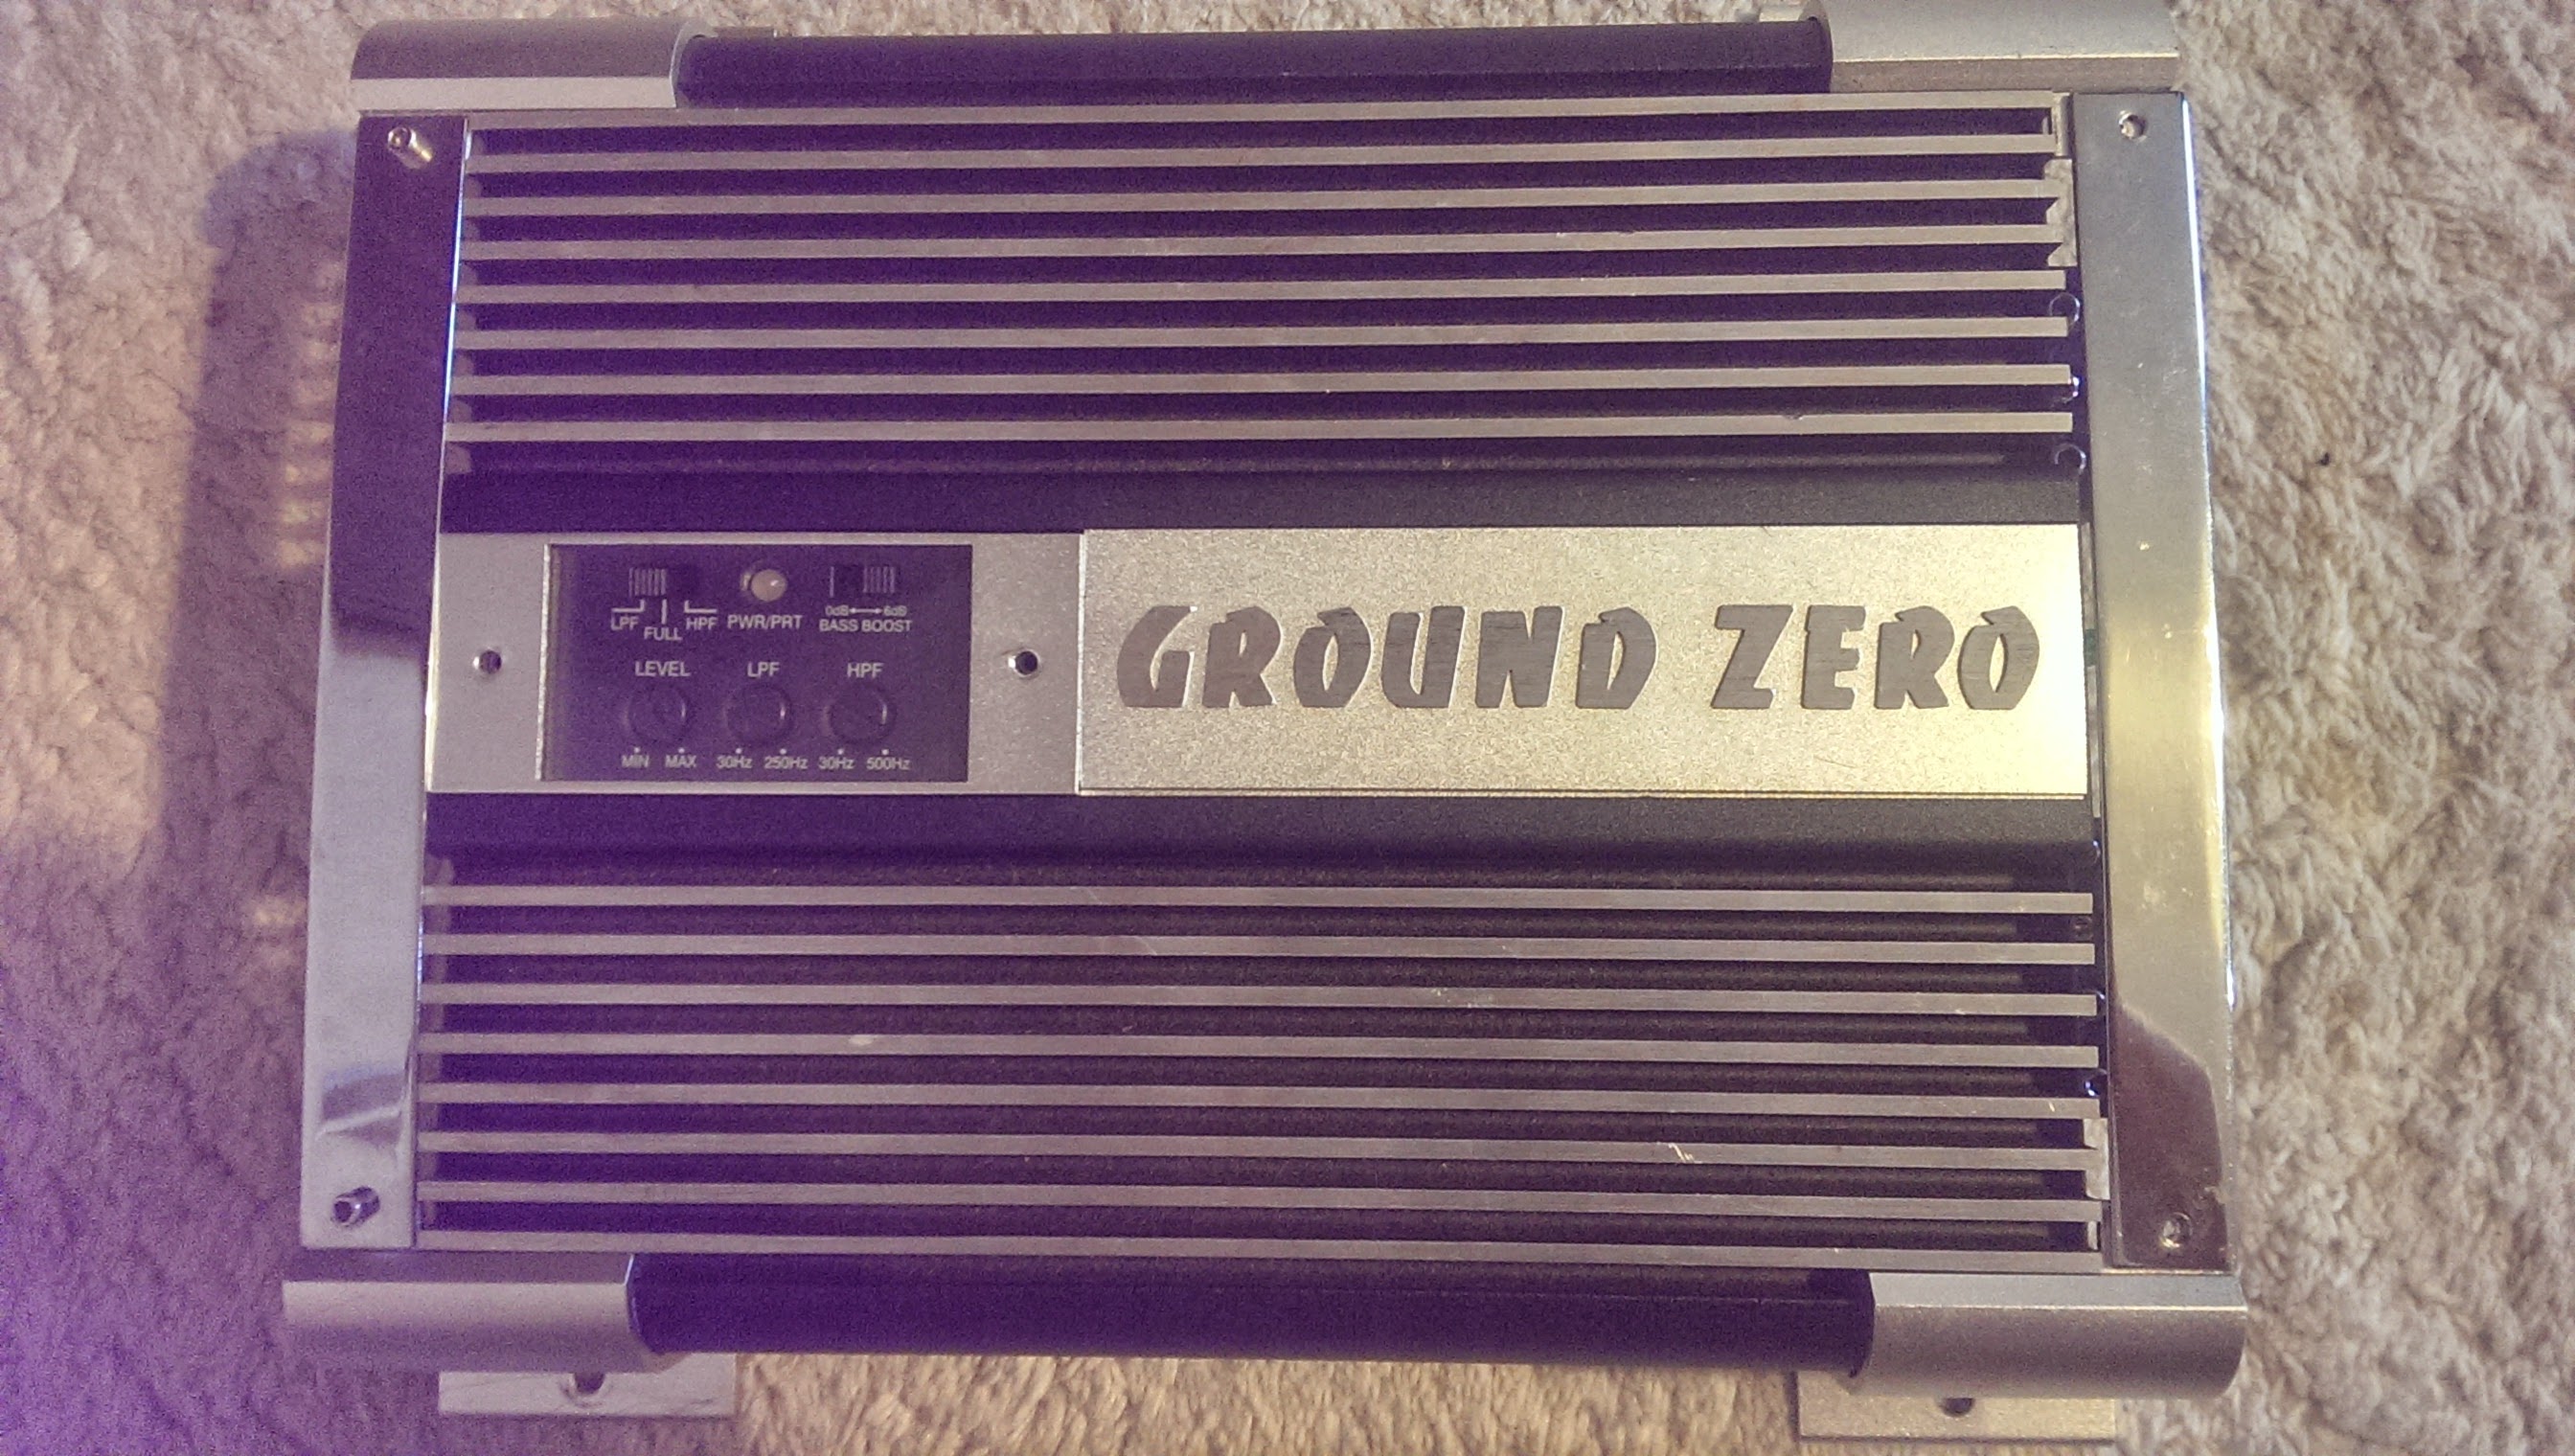 LPF FULL HPF PWR/PRT 0dB 6dB
BASS BOOST
LEVEL LPF HPF
MIN MAX 30Hz 250Hz 30Hz 500Hz
GROUND ZERO